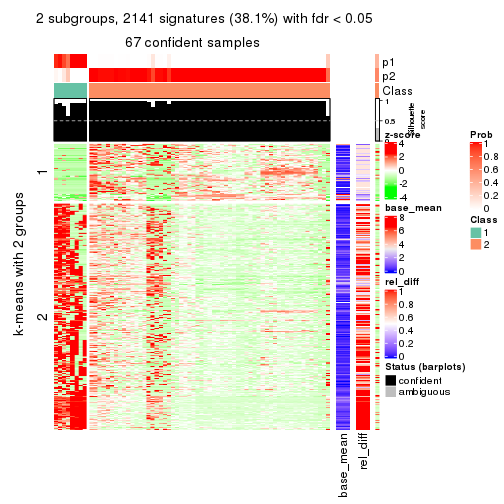 2 subgroups, 2141 signatures (38.1%) with fdr < 0.05
67 confident samples
p1
p2
Class
1
0.5
0
Silhouette
score
k-means with 2 groups
1
2
base_mean
rel_diff
z-score
4
2
0
-2
-4
base_mean
8
6
4
2
0
rel_diff
1
0.8
0.6
0.4
0.2
0
Status (barplots)
confident
ambiguous
Prob
1
0.8
0.6
0.4
0.2
0
Class
1
2